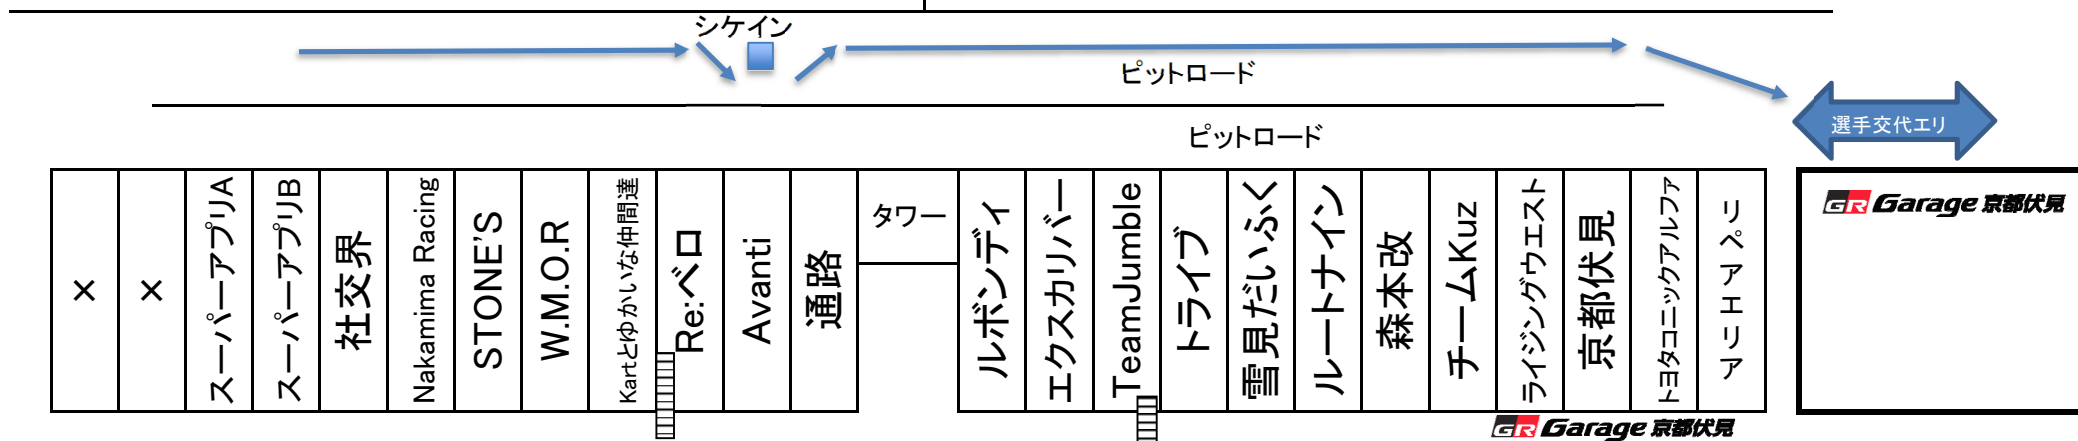 シケイン
ピットロード
選手交代エリ
ピットロード
×
×
スーパーアプリA
スーパーアプリB
社交界
Nakamima Racing
STONE'S
W.M.O.R
Kartとゆかいな仲間達
Re:ベロ
Avanti
通路
タワー
ルボンディ
エクスカリバー
TeamJumble
トライブ
雪見だいふく
ルートナイン
森本改
チームKuz
ライジングウエスト
京都伏見
トヨタコニックアルファ
リペアエリア
GR Garage 京都伏見
GR Garage 京都伏見